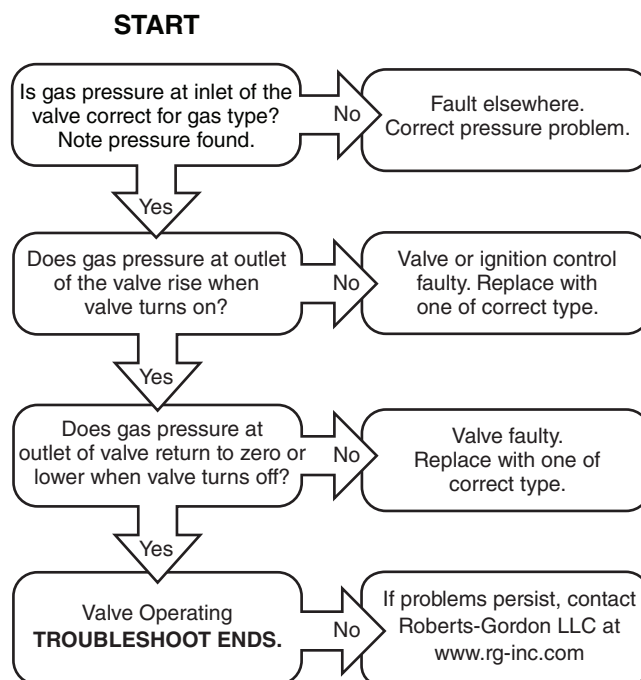 START
Is gas pressure at inlet of the
valve correct for gas type?
Note pressure found.
No
Fault elsewhere.
Correct pressure problem.
Yes
Does gas pressure at outlet
of the valve rise when
valve turns on?
No
Valve or ignition control
faulty. Replace with
one of correct type.
Yes
Does gas pressure at
outlet of valve return to zero or
lower when valve turns off?
No
Valve faulty.
Replace with one of
correct type.
Yes
Valve Operating
TROUBLESHOOT ENDS.
No
If problems persist, contact
Roberts-Gordon LLC at
www.rg-inc.com